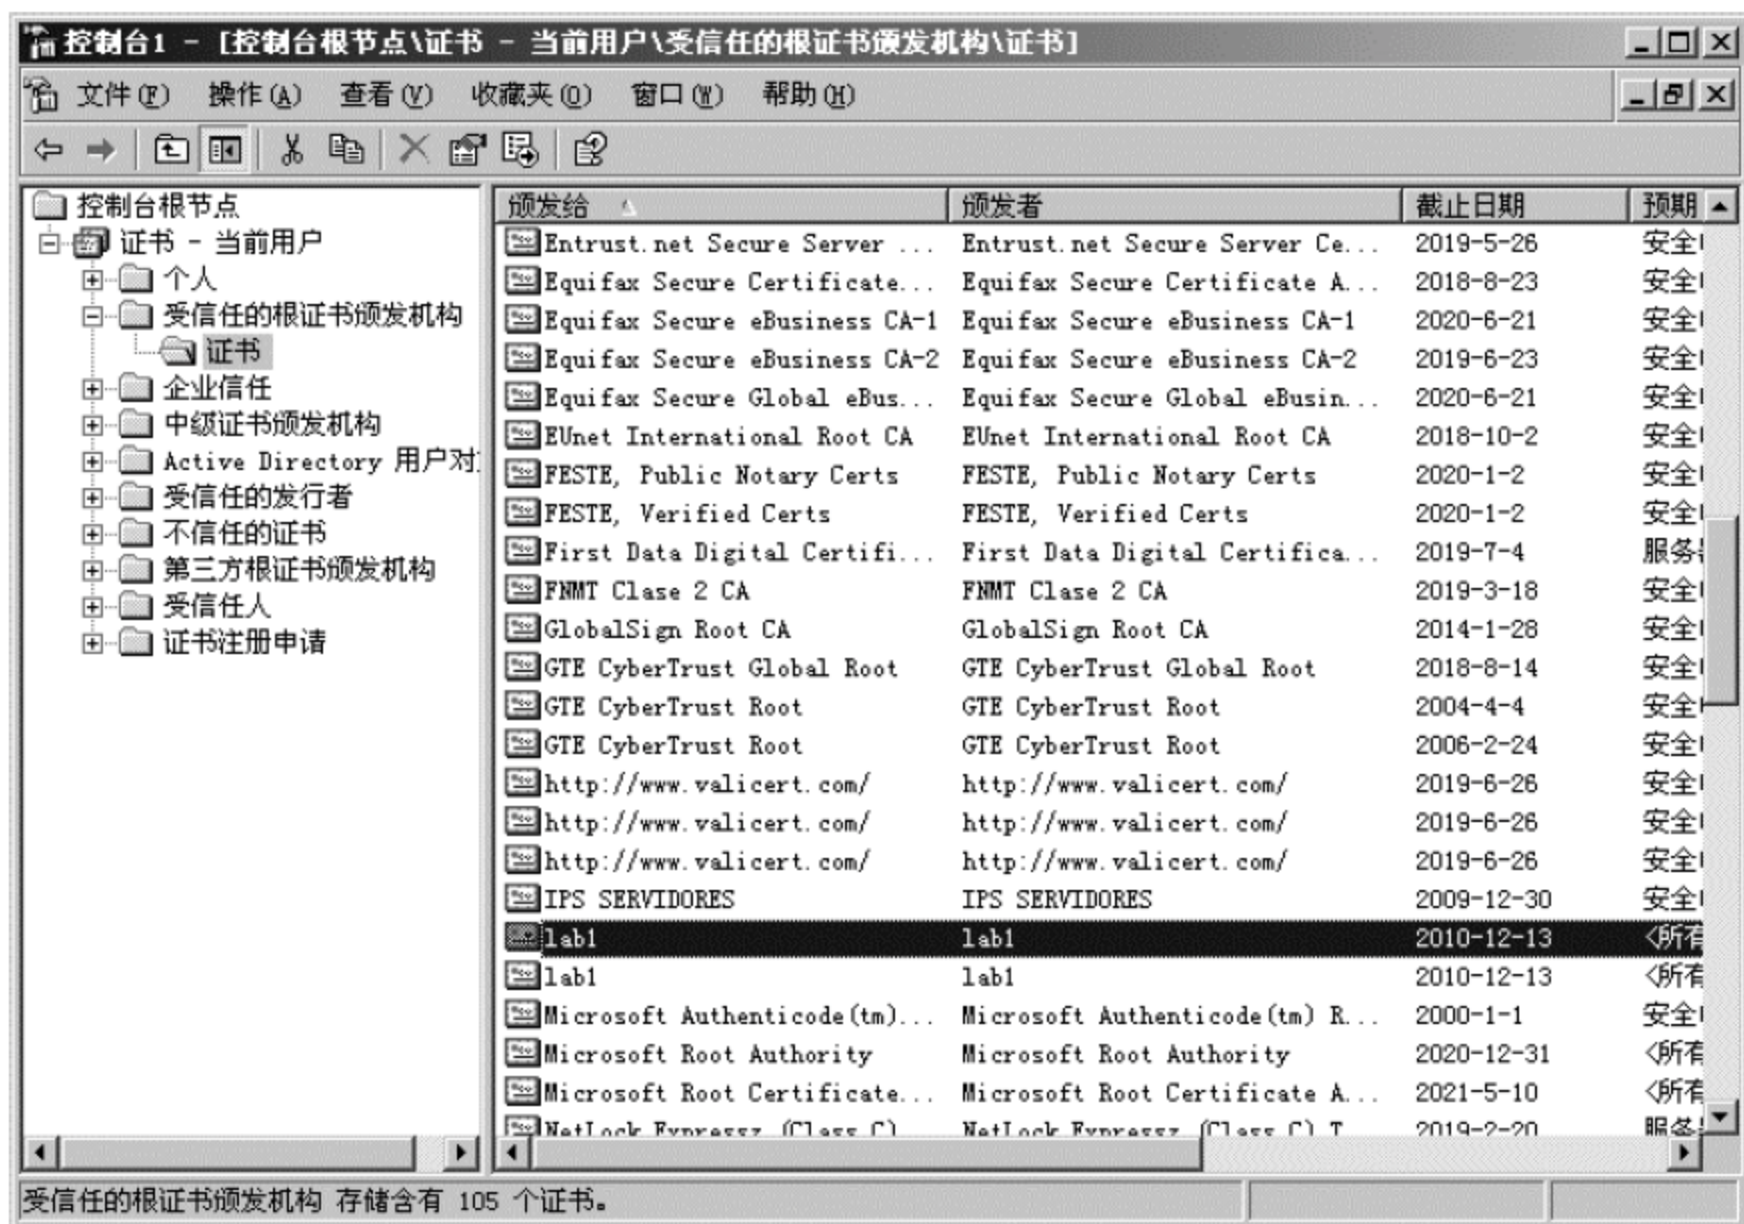 控制台1 - [控制台根节点\证书 - 当前用户\受信任的根证书颁发机构\证书]
文件(F) 操作(A) 查看(V) 收藏夹(O) 窗口(W) 帮助(H)
控制台根节点
证书 - 当前用户
个人
受信任的根证书颁发机构
证书
企业信任
中级证书颁发机构
Active Directory 用户对
受信任的发行者
不信任的证书
第三方根证书颁发机构
受信任人
证书注册申请
颁发给 颁发者 截止日期 预期
Entrust.net Secure Server ... Entrust.net Secure Server Ce... 2019-5-26 安全
Equifax Secure Certificate... Equifax Secure Certificate A... 2018-8-23 安全
Equifax Secure eBusiness CA-1 Equifax Secure eBusiness CA-1 2020-6-21 安全
Equifax Secure eBusiness CA-2 Equifax Secure eBusiness CA-2 2019-6-23 安全
Equifax Secure Global eBus... Equifax Secure Global eBusin... 2020-6-21 安全
EUnet International Root CA EUnet International Root CA 2018-10-2 安全
FESTE, Public Notary Certs FESTE, Public Notary Certs 2020-1-2 安全
FESTE, Verified Certs FESTE, Verified Certs 2020-1-2 安全
First Data Digital Certifi... First Data Digital Certifica... 2019-7-4 服务
FNMT Clase 2 CA FNMT Clase 2 CA 2019-3-18 安全
GlobalSign Root CA GlobalSign Root CA 2014-1-28 安全
GTE CyberTrust Global Root GTE CyberTrust Global Root 2018-8-14 安全
GTE CyberTrust Root GTE CyberTrust Root 2004-4-4 安全
GTE CyberTrust Root GTE CyberTrust Root 2006-2-24 安全
http://www.valicert.com/ http://www.valicert.com/ 2019-6-26 安全
http://www.valicert.com/ http://www.valicert.com/ 2019-6-26 安全
http://www.valicert.com/ http://www.valicert.com/ 2019-6-26 安全
IPS SERVIDORES IPS SERVIDORES 2009-12-30 安全
lab1 lab1 2010-12-13 <所有
lab1 lab1 2010-12-13 <所有
Microsoft Authenticode(tm)... Microsoft Authenticode(tm) R... 2000-1-1 安全
Microsoft Root Authority Microsoft Root Authority 2020-12-31 <所有
Microsoft Root Certificate... Microsoft Root Certificate A... 2021-5-10 <所有
NetLock Expressz (Class C) NetLock Expressz (Class C) T 2019-2-20 服务
受信任的根证书颁发机构 存储含有 105 个证书。